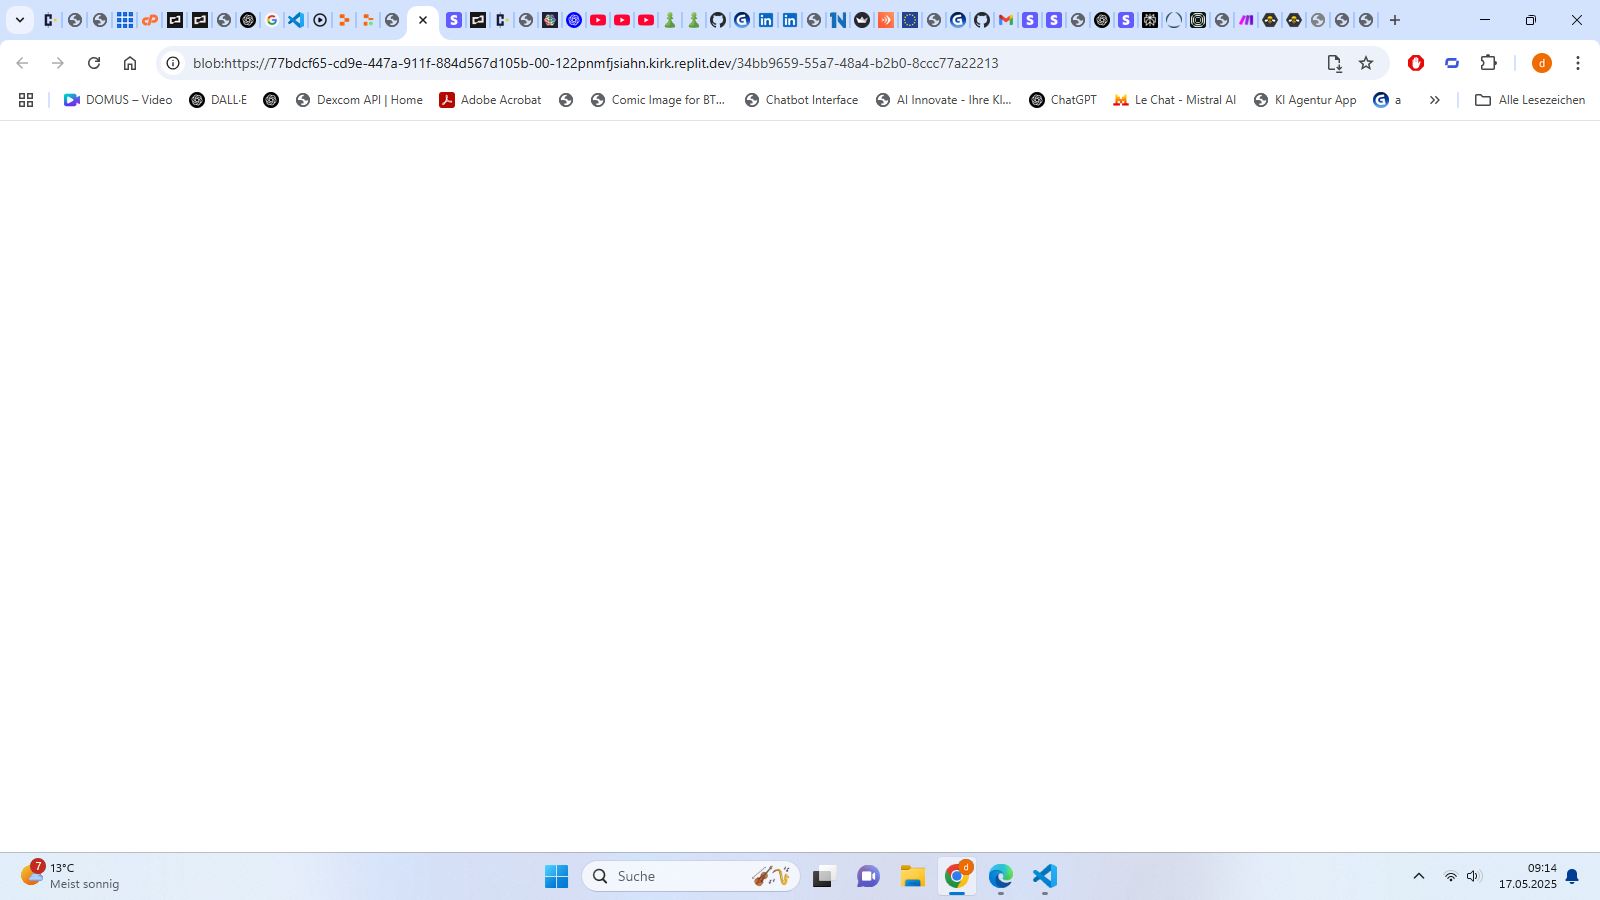 blob:https://77bdcf65-cd9e-447a-911f-884d567d105b-00-122pnmfjsiahn.kirk.replit.dev/34bb9659-55a7-48a4-b2b0-8ccc77a22213
d
DOMUS – Video
DALL·E
Dexcom API | Home
Adobe Acrobat
Comic Image for BT...
Chatbot Interface
AI Innovate - Ihre KI...
ChatGPT
Le Chat - Mistral AI
KI Agentur App
a
Alle Lesezeichen
7
13°C
Meist sonnig
Suche
d
09:14
17.05.2025